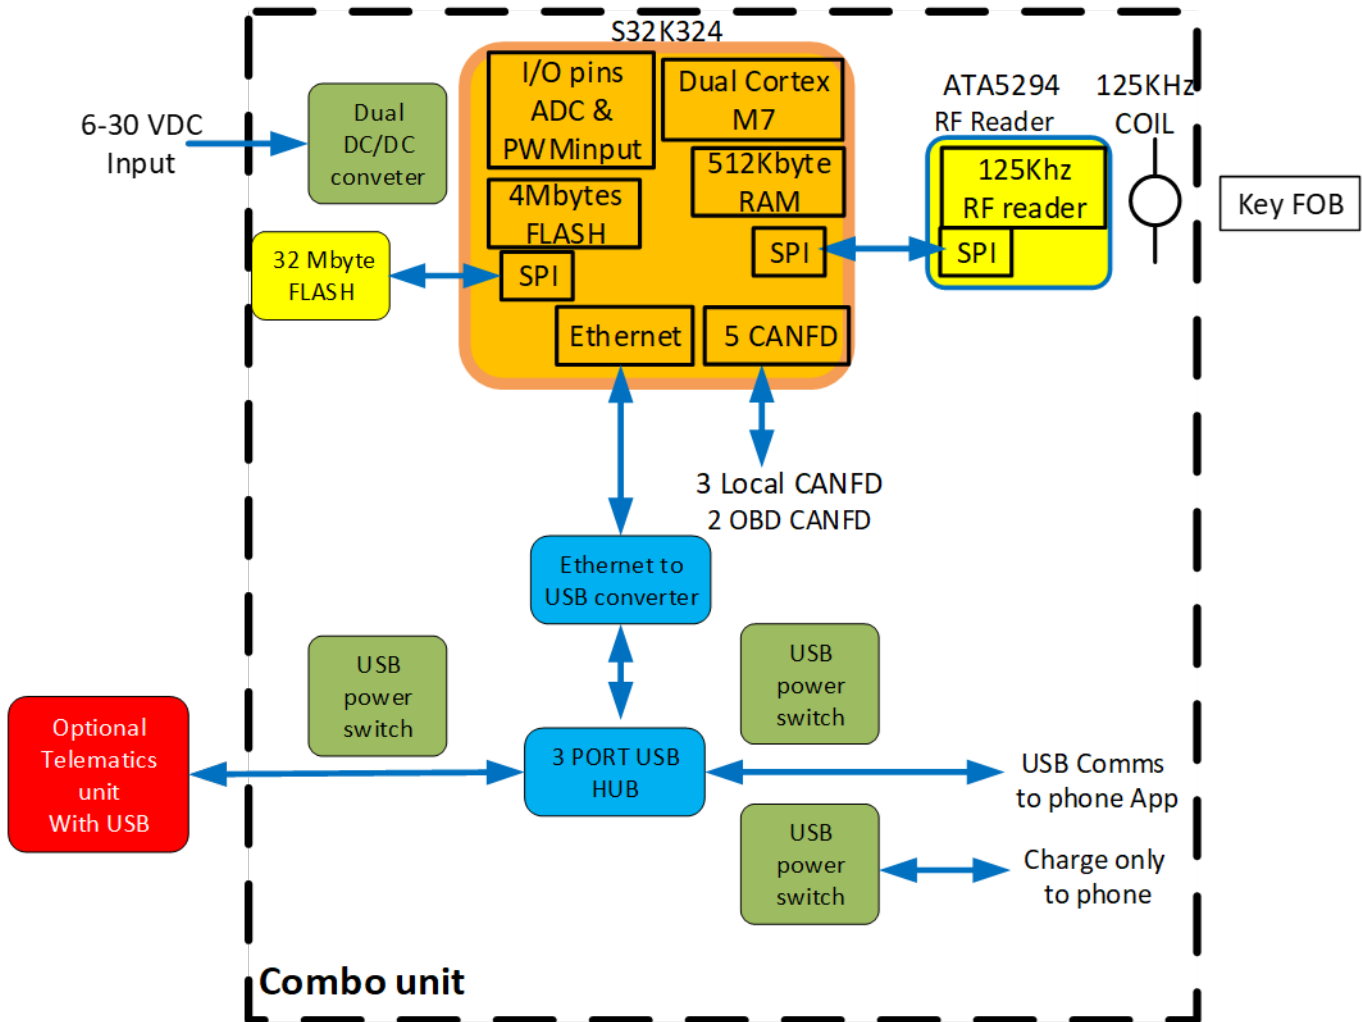 S32K324
I/O pins
ADC &
PWMinput
Dual Cortex
M7
512Kbyte
RAM
4Mbytes
FLASH
SPI
SPI
Ethernet
5 CANFD
6-30 VDC
Input
Dual
DC/DC
conveter
32 Mbyte
FLASH
ATA5294
RF Reader
125KHz
COIL
125Khz
RF reader
SPI
Key FOB
3 Local CANFD
2 OBD CANFD
Ethernet to
USB converter
USB
power
switch
USB
power
switch
Optional
Telematics
unit
With USB
3 PORT USB
HUB
USB Comms
to phone App
USB
power
switch
Charge only
to phone
Combo unit